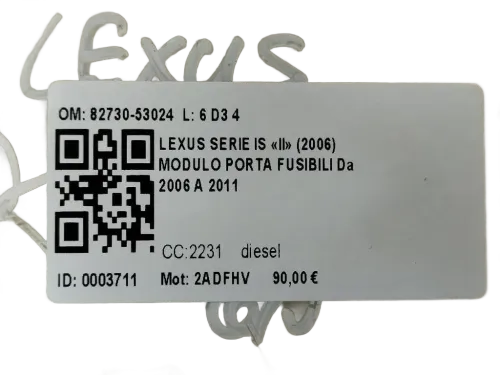 LEXUS
OM: 82730-53024 L: 6 D3 4
LEXUS SERIE IS «II» (2006)
MODULO PORTA FUSIBILI Da
2006 A 2011
CC:2231 diesel
ID: 0003711 Mot: 2ADFHV 90,00 €